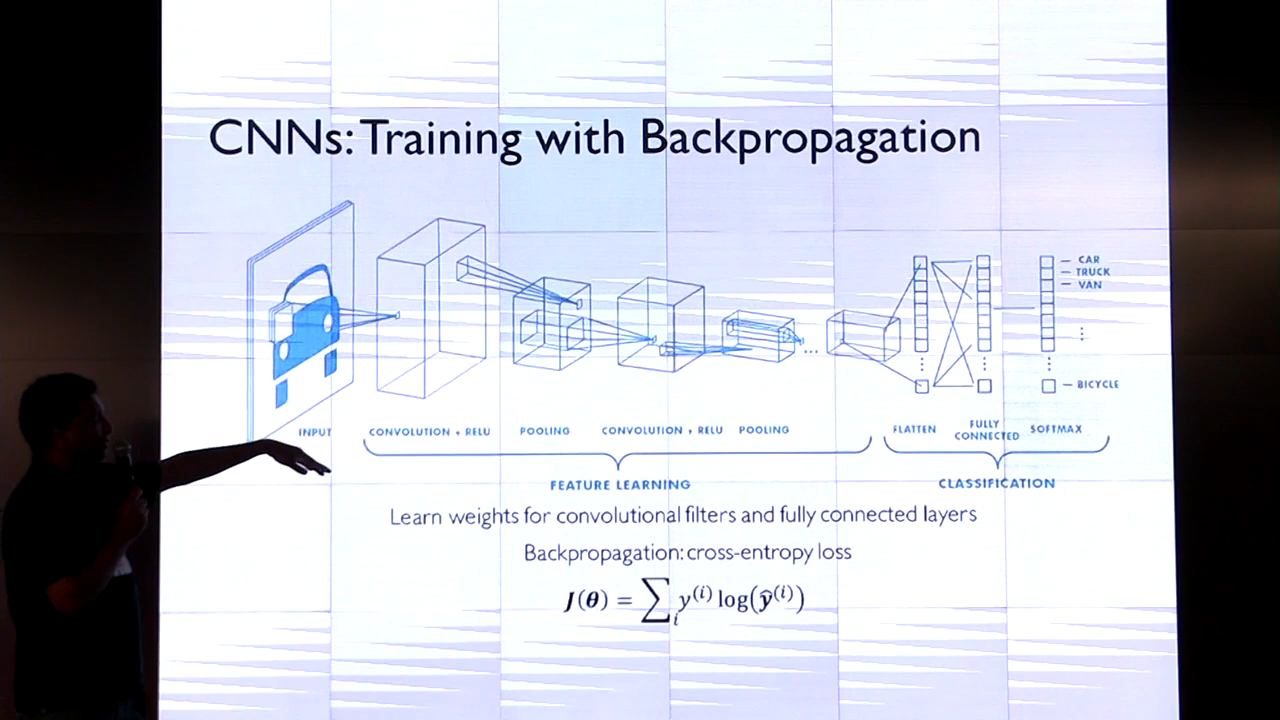 CNNs: Training with Backpropagation
CAR
TRUCK
VAN
...
BICYCLE
INPUT
CONVOLUTION + RELU
POOLING
CONVOLUTION + RELU
POOLING
FLATTEN
FULLY
CONNECTED
SOFTMAX
FEATURE LEARNING
CLASSIFICATION
Learn weights for convolutional filters and fully connected layers
Backpropagation: cross-entropy loss
J(θ) = ∑ᵢ y⁽ⁱ⁾ log(ŷ⁽ⁱ⁾)